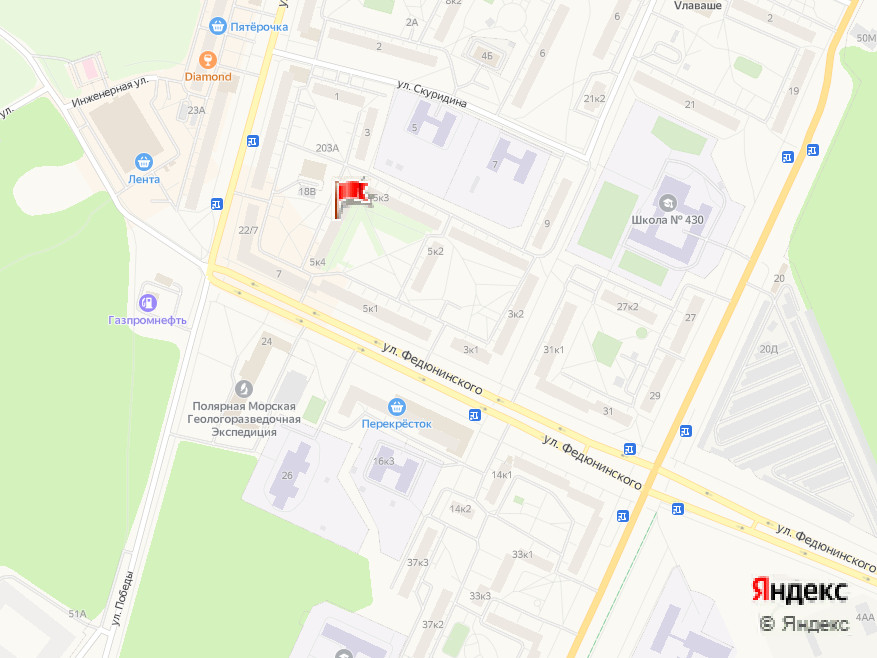 8к2
2А
6
Vлаваше
Пятёрочка
50М
2
4Б
6
Diamond
Инженерная ул.
ул. Скуридина
21к2
21
19
1
23А
5
3
203А
7
Лента
18В
5к3
9
Школа № 430
22/7
5к4
5к2
7
20
Газпромнефть
5к1
3к2
27к2
27
24
ул. Федюнинского
3к1
31к1
20Д
Полярная Морская
Геологоразведочная
Экспедиция
Перекрёсток
29
31
ул. Федюнинского
16к3
26
14к1
14к2
ул. Федюнинского
33к1
37к3
ул. Победы
51А
33к3
37к2
4АА
Яндекс
© Яндекс